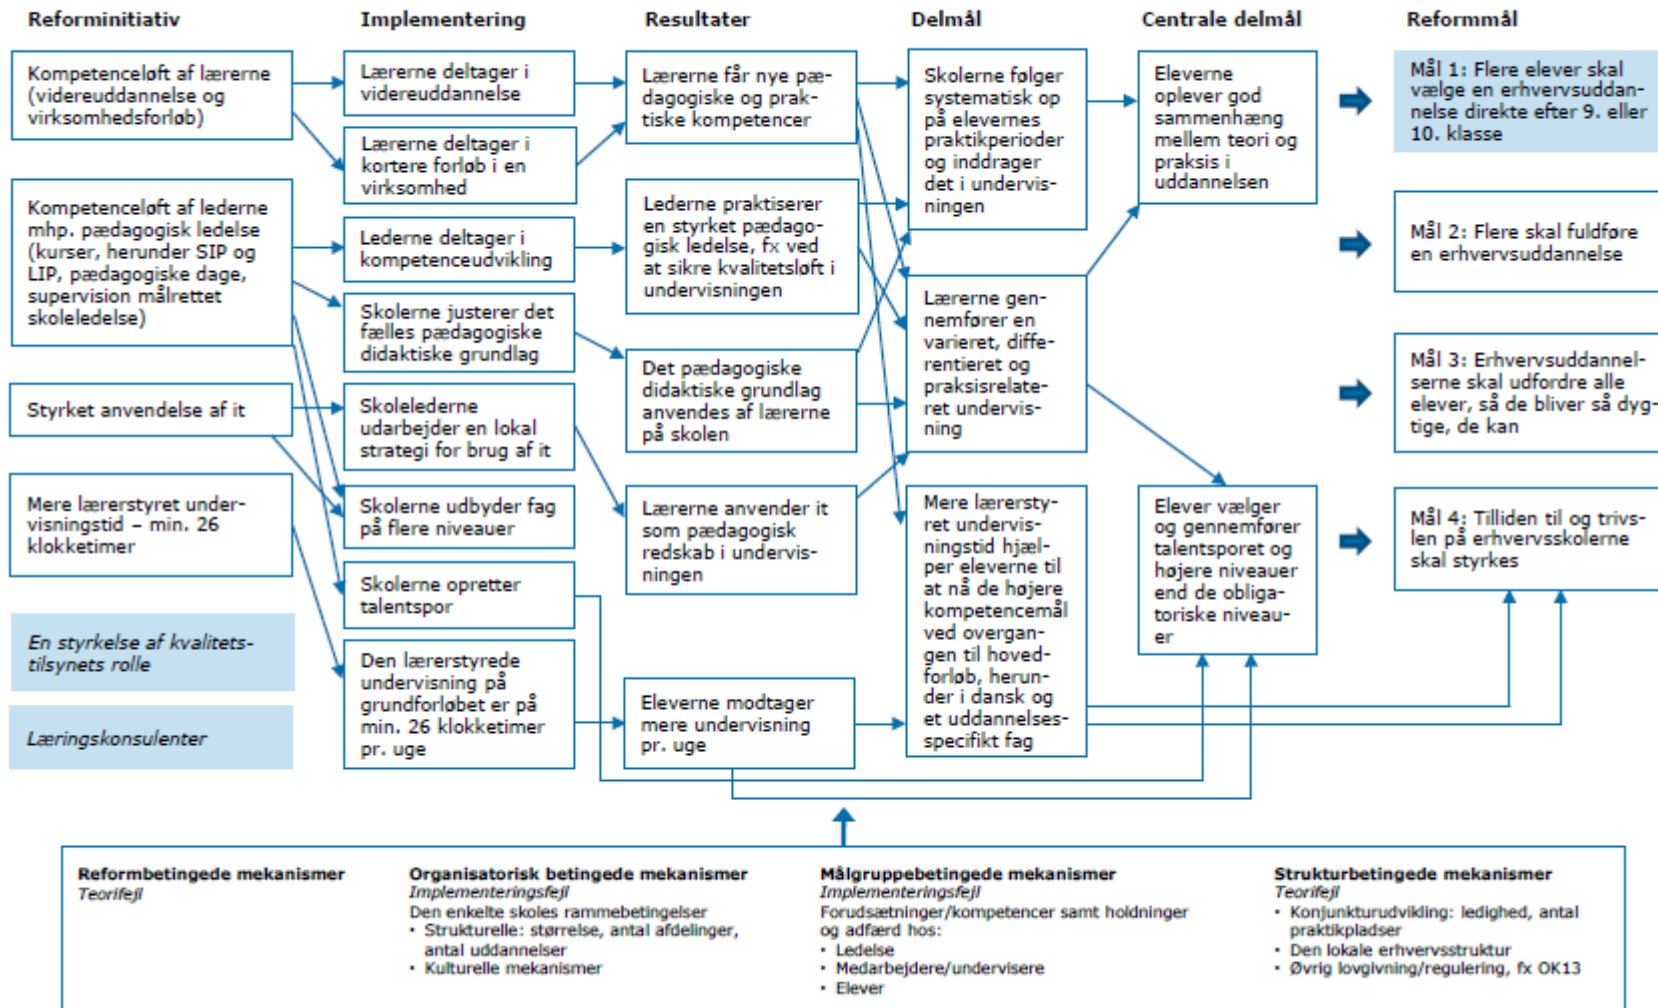 Reforminitiativ
Implementering
Resultater
Delmål
Centrale delmål
Reformmål
Kompetenceløft af lærerne
(videreuddannelse og
virksomhedsforløb)
Kompetenceløft af lederne
mhp. pædagogisk ledelse
(kurser, herunder SIP og
LIP, pædagogiske dage,
supervision målrettet
skoleledelse)
Styrket anvendelse af it
Mere lærerstyret under-
visningstid – min. 26
klokketimer
En styrkelse af kvalitets-
tilsynets rolle
Læringskonsulenter
Lærerne deltager i
videreuddannelse
Lærerne deltager i
kortere forløb i en
virksomhed
Lederne deltager i
kompetenceudvikling
Skolerne justerer det
fælles pædagogiske
didaktiske grundlag
Skolelederne
udarbejder en lokal
strategi for brug af it
Skolerne udbyder fag
på flere niveauer
Skolerne opretter
talentspor
Den lærerstyrede
undervisning på
grundforløbet er på
min. 26 klokketimer
pr. uge
Lærerne får nye pæ-
dagogiske og prak-
tiske kompetencer
Lederne praktiserer
en styrket pædago-
gisk ledelse, fx ved
at sikre kvalitetsløft i
undervisningen
Det pædagogiske
didaktiske grundlag
anvendes af lærerne
på skolen
Lærerne anvender it
som pædagogisk
redskab i undervis-
ningen
Eleverne modtager
mere undervisning
pr. uge
Skolerne følger
systematisk op
på elevernes
praktikperioder
og inddrager
det i undervis-
ningen
Lærerne gen-
nemfører en
varieret, diffe-
rentieret og
praksisrelate-
ret undervis-
ning
Mere lærerstyret
undervis-
ningstid hjæl-
per eleverne til
at nå de højere
kompetencemål
ved overgan-
gen til hoved-
forløb, herun-
der i dansk og
et uddannelses-
specifikt fag
Eleverne
oplever god
sammenhæng
mellem teori og
praksis i
uddannelsen
Elever vælger
og gennemfører
talentsporet og
højere niveauer
end de obliga-
toriske niveau-
er
Mål 1: Flere elever skal
vælge en erhvervsuddan-
nelse direkte efter 9. eller
10. klasse
Mål 2: Flere skal fuldføre
en erhvervsuddannelse
Mål 3: Erhvervsuddannel-
serne skal udfordre alle
elever, så de bliver så dyg-
tige, de kan
Mål 4: Tilliden til og trivs-
len på erhvervsskolerne
skal styrkes
Reformbetingede mekanismer
Teorifejl
Organisatorisk betingede mekanismer
Implementeringsfejl
Den enkelte skoles rammebetingelser
• Strukturelle: størrelse, antal afdelinger,
antal uddannelser
• Kulturelle mekanismer
Målgruppebetingede mekanismer
Implementeringsfejl
Forudsætninger/kompetencer samt holdninger
og adfærd hos:
• Ledelse
• Medarbejdere/undervisere
• Elever
Strukturbetingede mekanismer
Teorifejl
• Konjunkturudvikling: ledighed, antal
praktikpladser
• Den lokale erhvervsstruktur
• Øvrig lovgivning/regulering, fx OK13